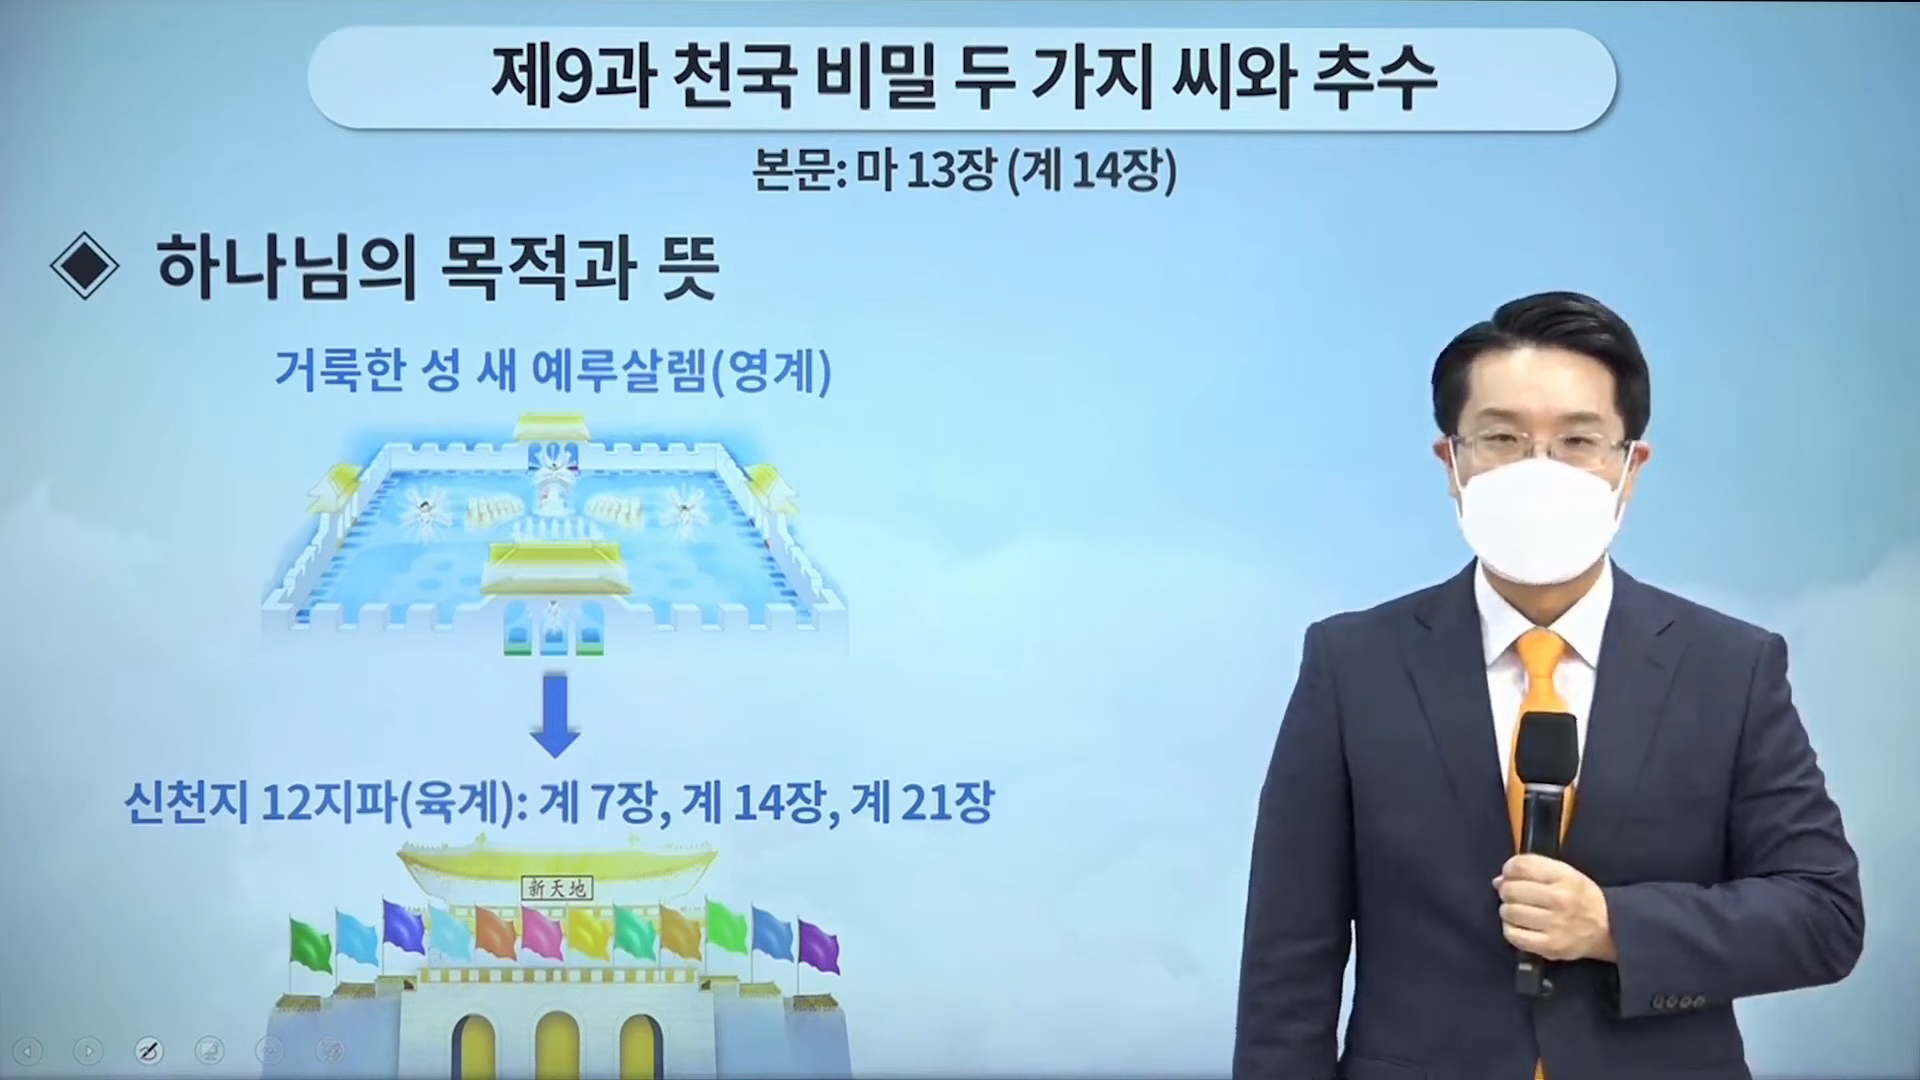 제9과 천국 비밀 두 가지 씨와 추수
본문: 마 13장 (계 14장)
하나님의 목적과 뜻
거룩한 성 새 예루살렘(영계)
신천지 12지파(육계): 계 7장, 계 14장, 계 21장
新天地